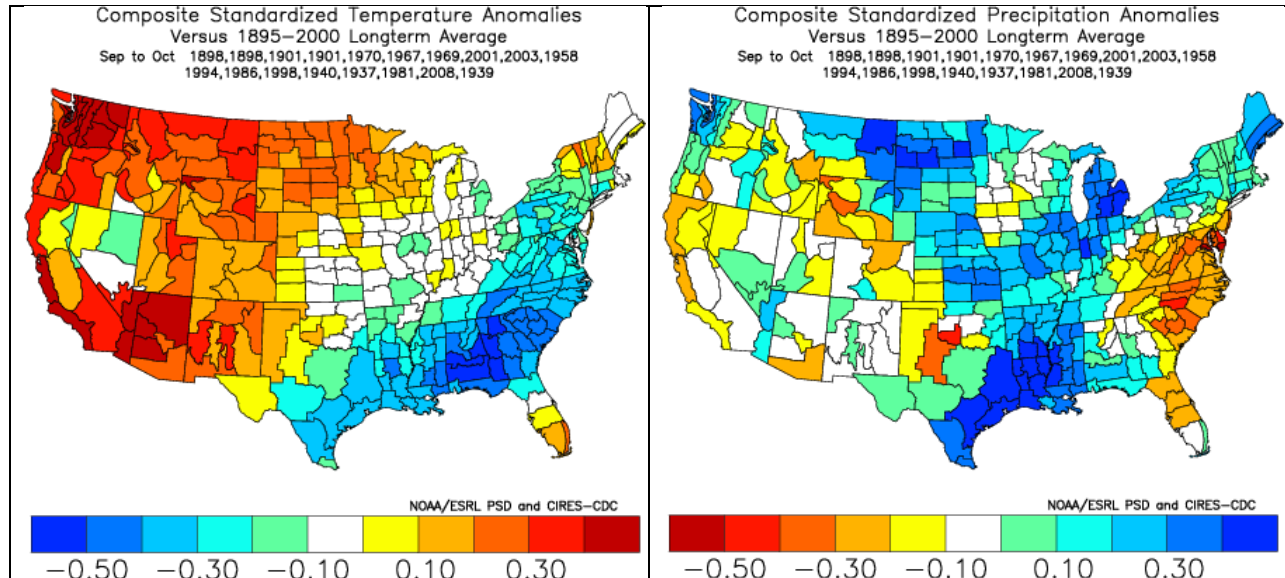 Composite Standardized Temperature Anomalies
Versus 1895-2000 Longterm Average
Sep to Oct 1898,1898,1901,1901,1970,1967,1969,2001,2003,1958
1994,1986,1998,1940,1937,1981,2008,1939
NOAA/ESRL PSD and CIRES-CDC
-0.50 -0.30 -0.10 0.10 0.30
Composite Standardized Precipitation Anomalies
Versus 1895-2000 Longterm Average
Sep to Oct 1898,1898,1901,1901,1970,1967,1969,2001,2003,1958
1994,1986,1998,1940,1937,1981,2008,1939
NOAA/ESRL PSD and CIRES-CDC
-0.50 -0.30 -0.10 0.10 0.30